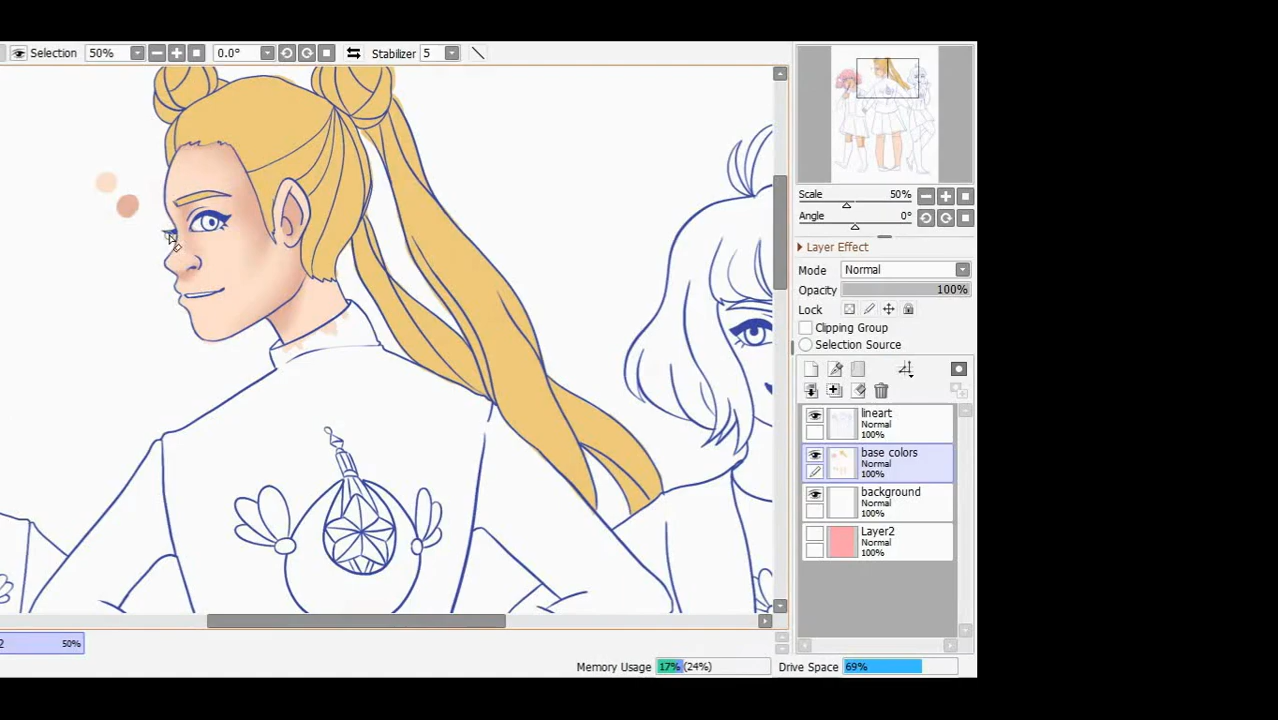 Selection 50% 0.0° Stabilizer 5
Scale 50%
Angle 0°
Layer Effect
Mode Normal
Opacity 100%
Lock
Clipping Group
Selection Source
lineart
Normal
100%
base colors
Normal
100%
background
Normal
100%
Layer2
Normal
100%
2 50%
Memory Usage 17% (24%) Drive Space 69%